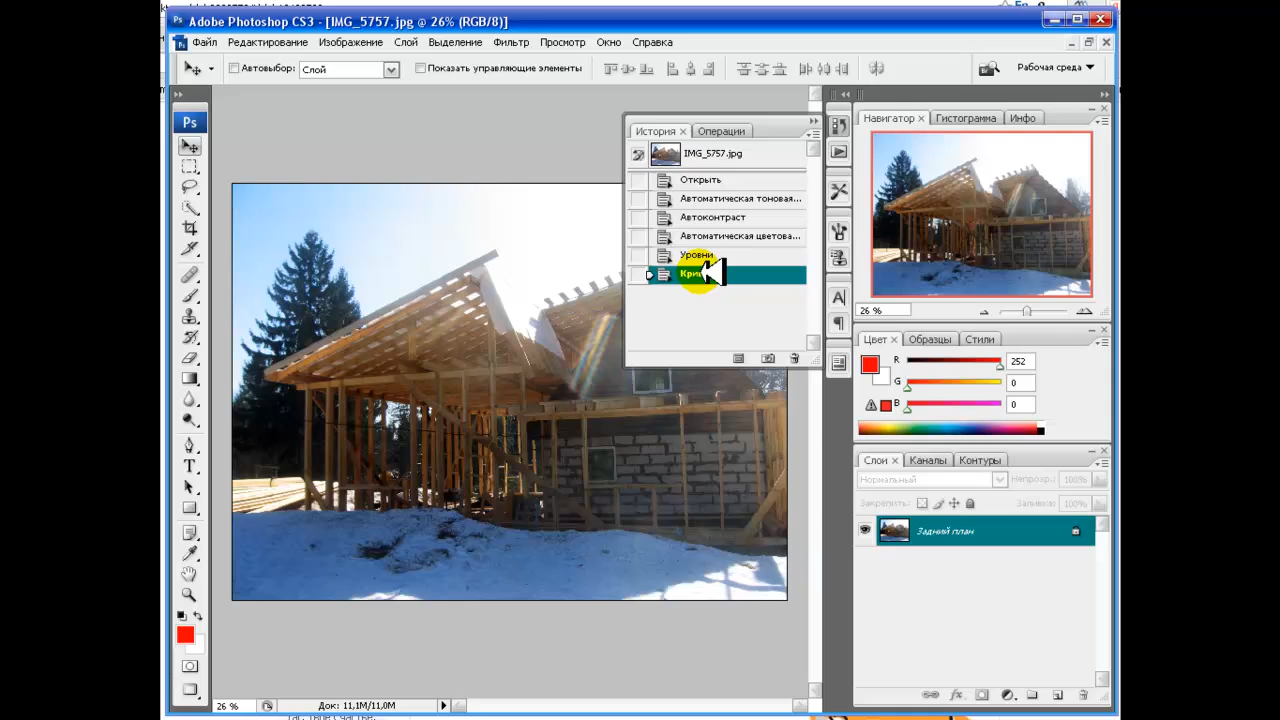 Adobe Photoshop CS3 - [IMG_5757.jpg @ 26% (RGB/8)]
Файл Редактирование Изображение Слой Выделение Фильтр Просмотр Окно Справка
Автовыбор: Слой Показать управляющие элементы Рабочая среда
Ps
История Операции
IMG_5757.jpg
Открыть
Автоматическая тоновая...
Автоконтраст
Автоматическая цветова...
Уровни
Навигатор Гистограмма Инфо
26 %
Цвет Образцы Стили
R 252
G 0
B 0
Слои Каналы Контуры
Нормальный Непрозр.: 100%
Закрепить: Заливка: 100%
Задний план
26 % Док: 11,1M/11,0M